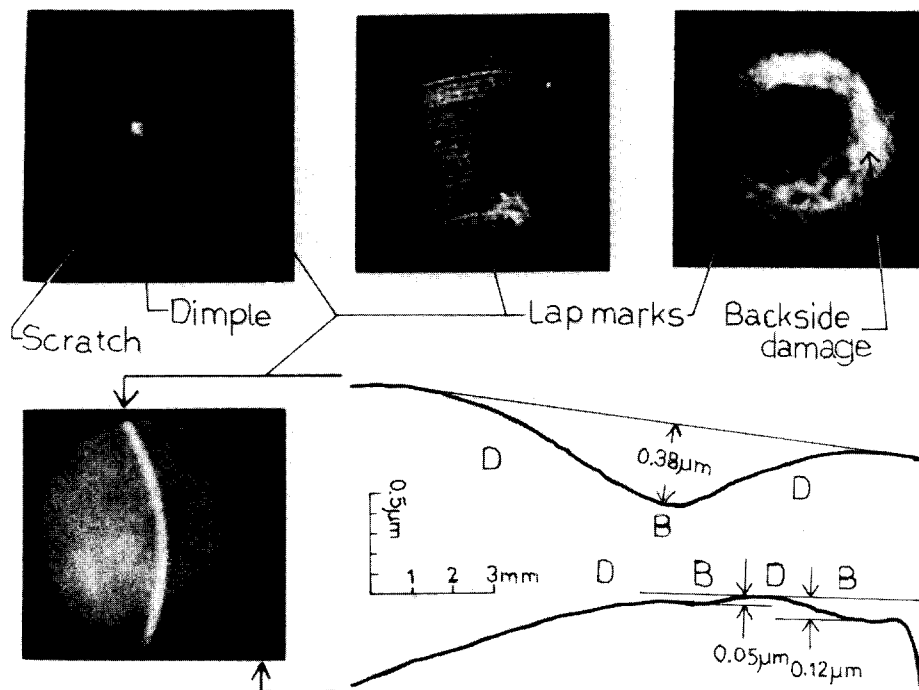 Scratch
Dimple
Lap marks
Backside
damage
D
0.38μm
D
B
0.5μm
1 2 3mm
D B D B
0.05μm
0.12μm